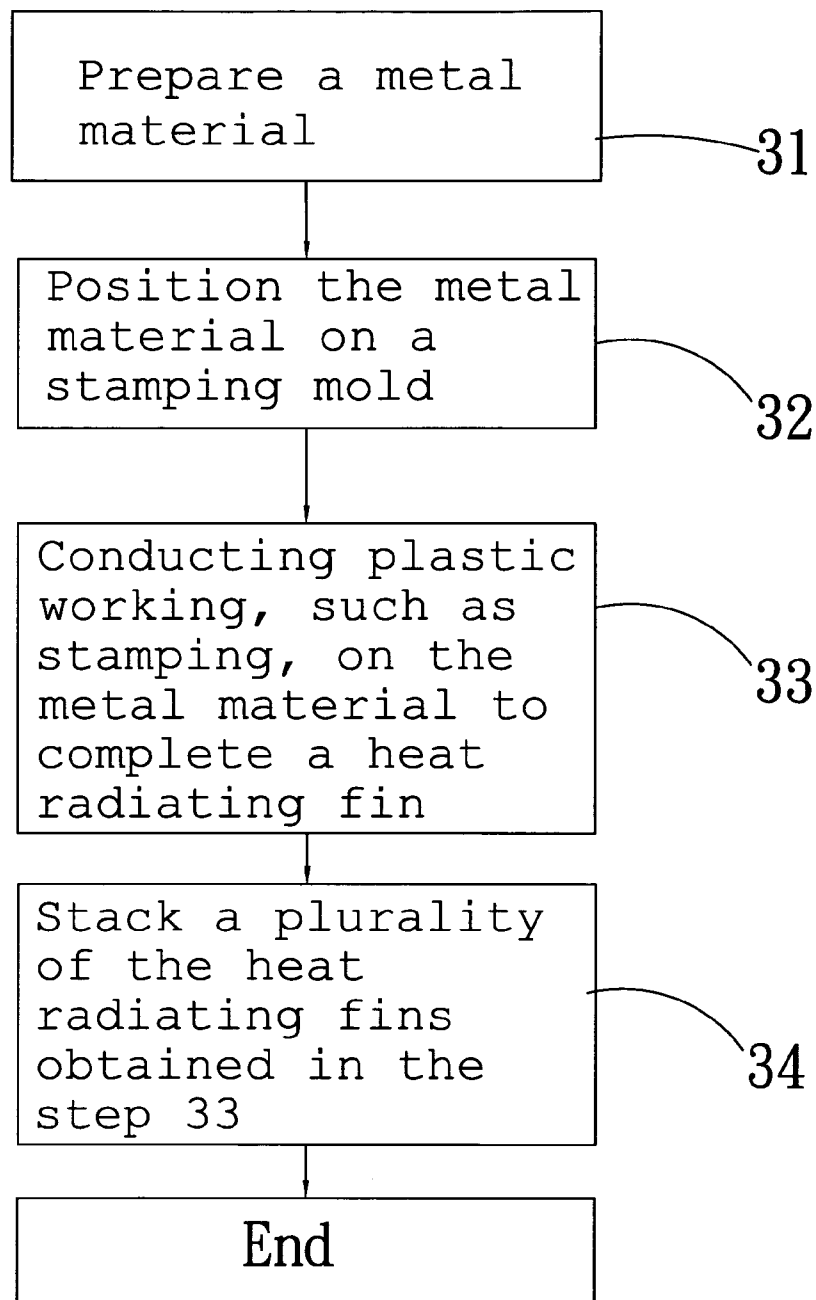 Prepare a metal
material
31
Position the metal
material on a
stamping mold
32
Conducting plastic
working, such as
stamping, on the
metal material to
complete a heat
radiating fin
33
Stack a plurality
of the heat
radiating fins
obtained in the
step 33
34
End